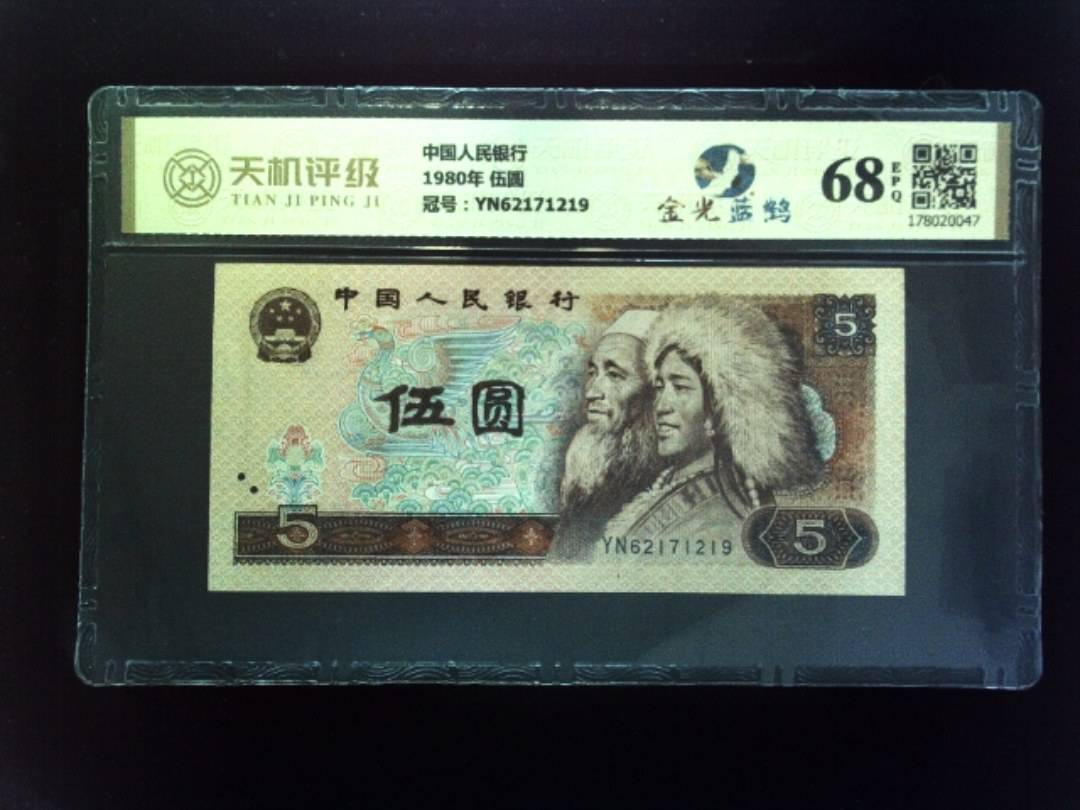 天机评级
TIAN JI PING JI
中国人民银行
1980年 伍圆
冠号：YN62171219
金光蓝鹤
68
EPQ
178020047
中国人民银行
5
伍圆
5
YN62171219
5